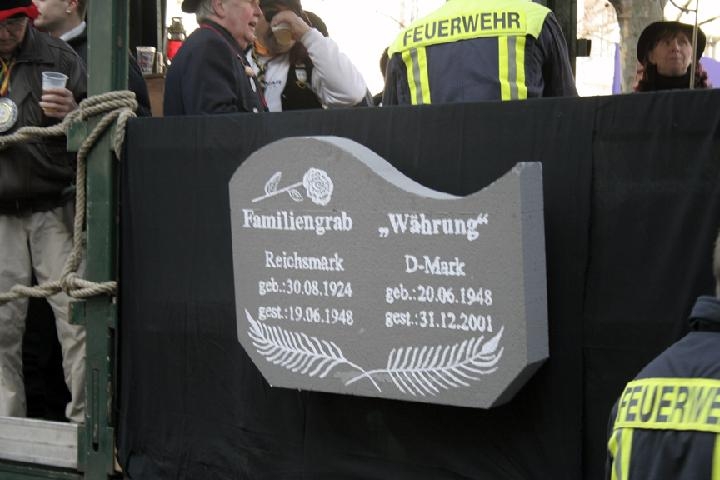 FEUERWEHR
Familiengrab „Währung“
Reichsmark
geb.:30.08.1924
gest.:19.06.1948
D-Mark
geb.:20.06.1948
gest.:31.12.2001
FEUERWE